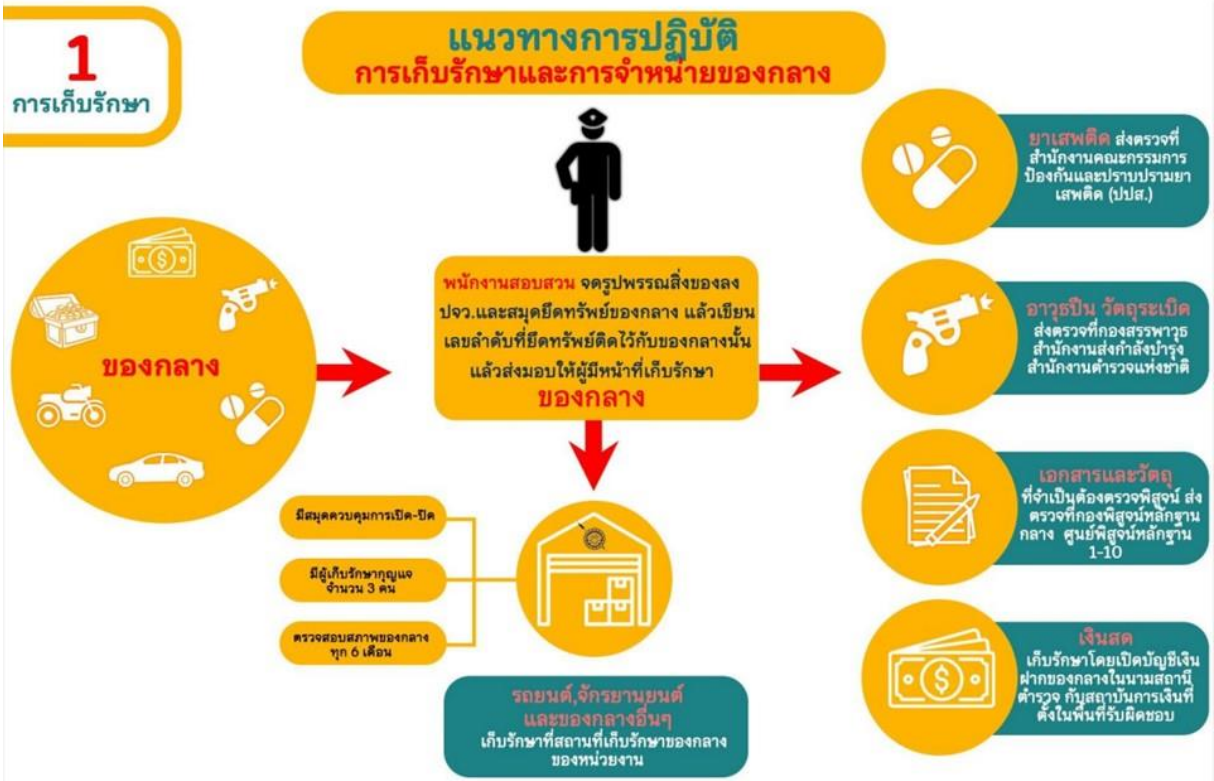 1
การเก็บรักษา
แนวทางการปฏิบัติ
การเก็บรักษาและการจำหน่ายของกลาง
ของกลาง
พนักงานสอบสวน จดรูปพรรณสิ่งของลง
ปจว.และสมุดยึดทรัพย์ของกลาง แล้วเขียน
เลขลำดับที่ยึดทรัพย์ติดไว้กับของกลางนั้น
แล้วส่งมอบให้ผู้มีหน้าที่เก็บรักษา
ของกลาง
มีสมุดควบคุมการเปิด-ปิด
มีผู้เก็บรักษากุญแจ
จำนวน 3 คน
ตรวจสอบสภาพของกลาง
ทุก 6 เดือน
รถยนต์,จักรยานยนต์
และของกลางอื่นๆ
เก็บรักษาที่สถานที่เก็บรักษาของกลาง
ของหน่วยงาน
ยาเสพติด ส่งตรวจที่
สำนักงานคณะกรรมการ
ป้องกันและปราบปรามยา
เสพติด (ปปส.)
อาวุธปืน วัตถุระเบิด
ส่งตรวจที่กองสรรพาวุธ
สำนักงานส่งกำลังบำรุง
สำนักงานตำรวจแห่งชาติ
เอกสารและวัตถุ
ที่จำเป็นต้องตรวจพิสูจน์ ส่ง
ตรวจที่กองพิสูจน์หลักฐาน
กลาง ศูนย์พิสูจน์หลักฐาน
1-10
เงินสด
เก็บรักษาโดยเปิดบัญชีเงิน
ฝากของกลางในนามสถานี
ตำรวจ กับสถาบันการเงินที่
ตั้งในพื้นที่รับผิดชอบ